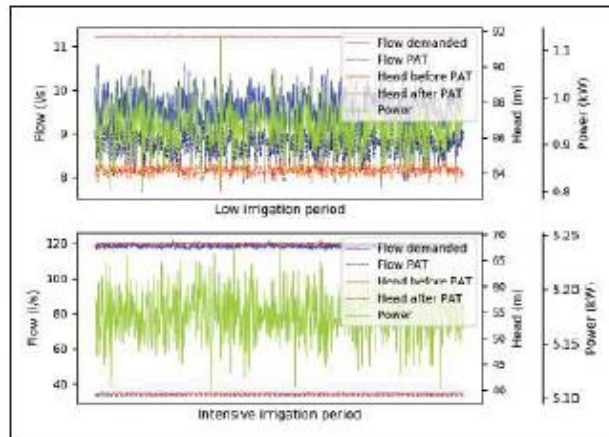 11
10
9
8
Flow (l/s)
Flow demanded
Flow PAT
Head before PAT
Head after PAT
Power
92
90
88
86
84
Head (m)
1.1
1.0
0.9
0.8
Power (kW)
Low irrigation period
120
100
80
60
40
Flow (l/s)
Flow demanded
Flow PAT
Head before PAT
Head after PAT
Power
70
65
60
55
50
45
40
Head (m)
5.25
5.20
5.15
5.10
Power (kW)
Intensive irrigation period